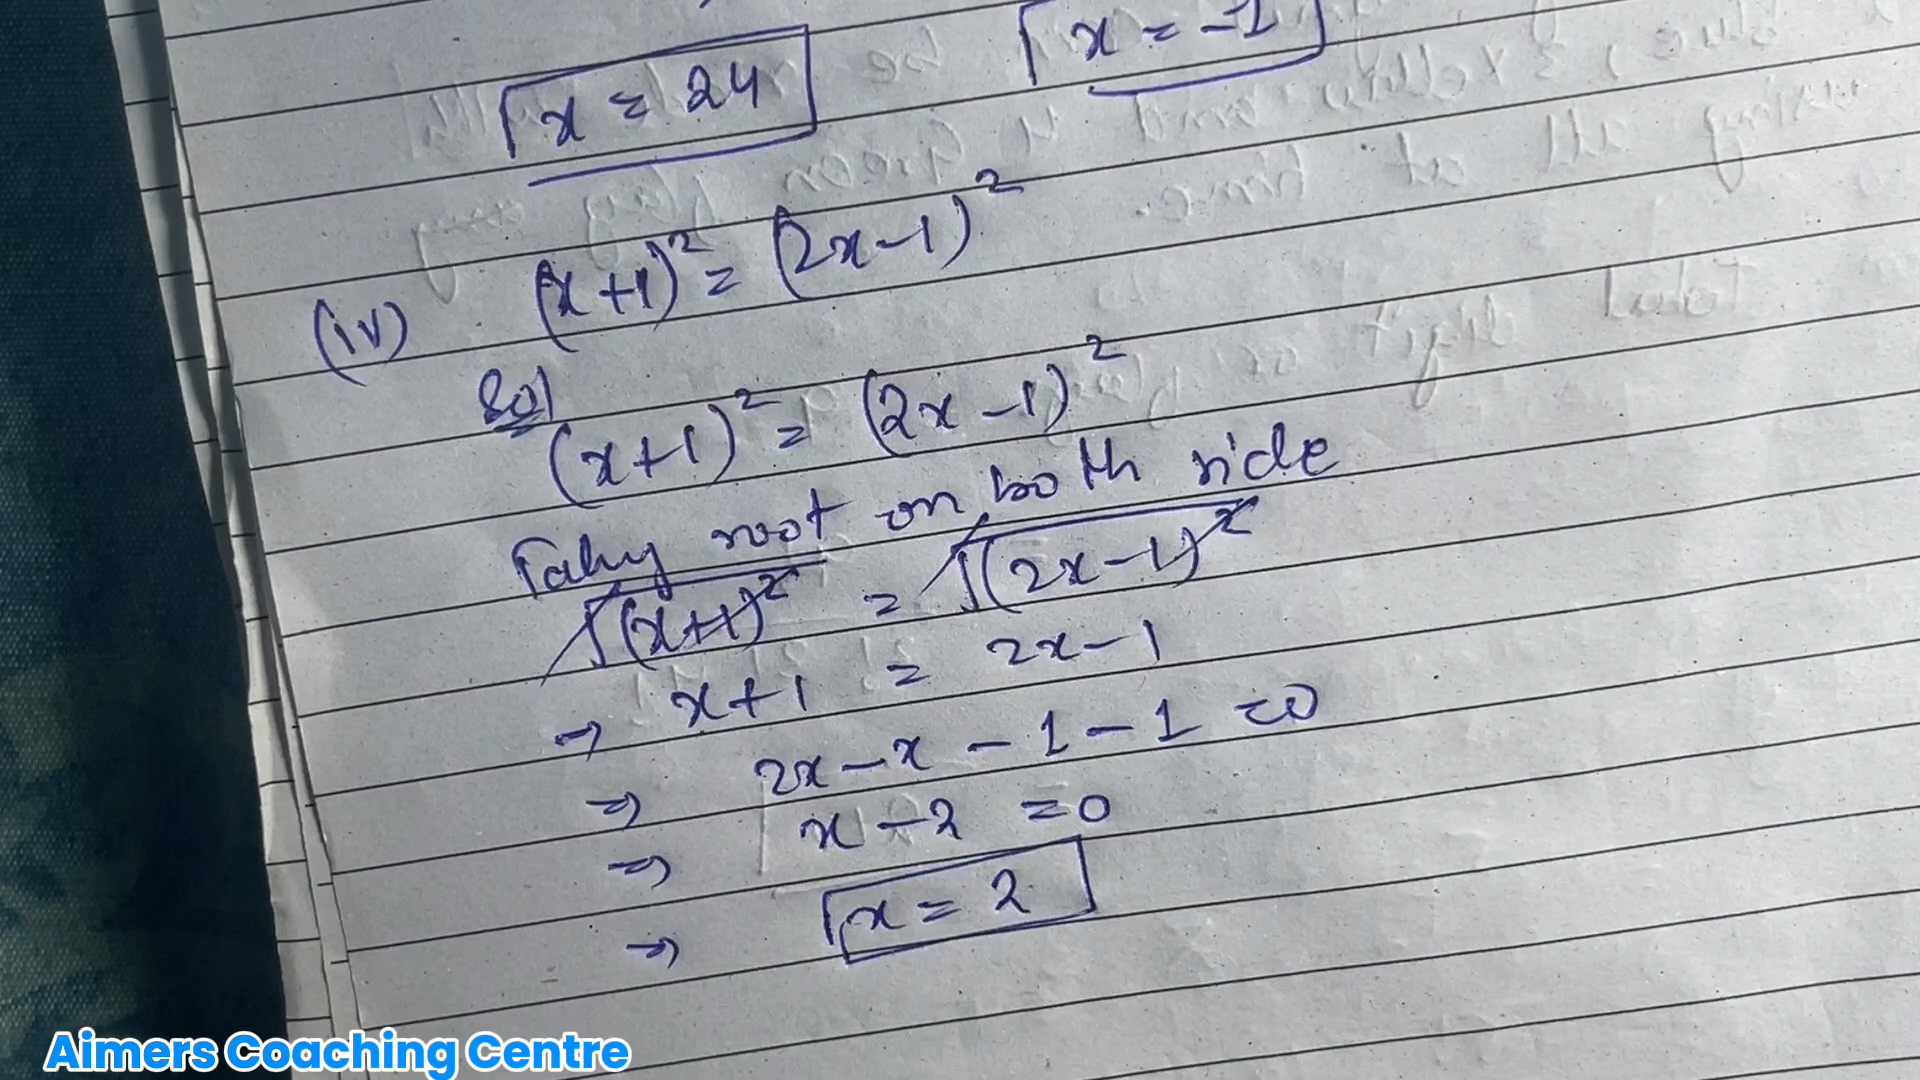 x = 24
x = -1
(iv) (x+1)² = (2x-1)²
Sol
(x+1)² = (2x-1)²
Taking root on both side
√(x+1)² = √(2x-1)²
⇒ x+1 = 2x-1
⇒ 2x-x-1-1 = 0
⇒ x-2 = 0
⇒ x = 2
Aimers Coaching Centre